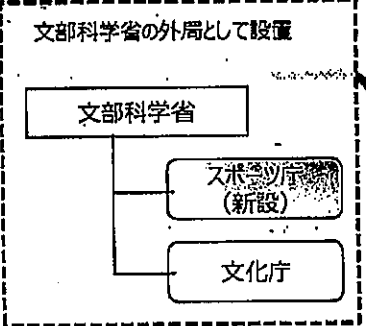 文部科学省の外局として設置
文部科学省
スポーツ庁
(新設)
文化庁